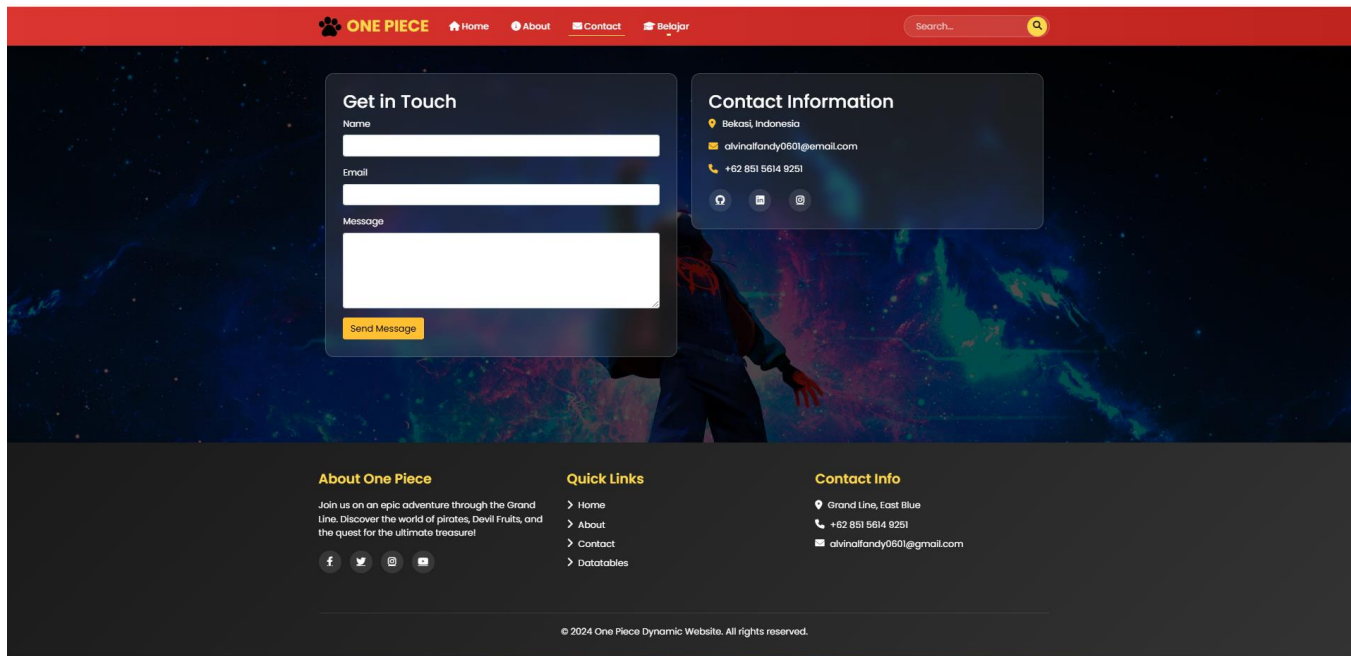 ONE PIECE
Home
About
Contact
Belajar
Search...
Get in Touch
Name
Email
Message
Send Message
Contact Information
Bekasi, Indonesia
alvinalfandy0601@email.com
+62 851 5614 9251
About One Piece
Join us on an epic adventure through the Grand
Line. Discover the world of pirates, Devil Fruits, and
the quest for the ultimate treasure!
Quick Links
Home
About
Contact
Datatables
Contact Info
Grand Line, East Blue
+62 851 5614 9251
alvinalfandy0601@gmail.com
© 2024 One Piece Dynamic Website. All rights reserved.